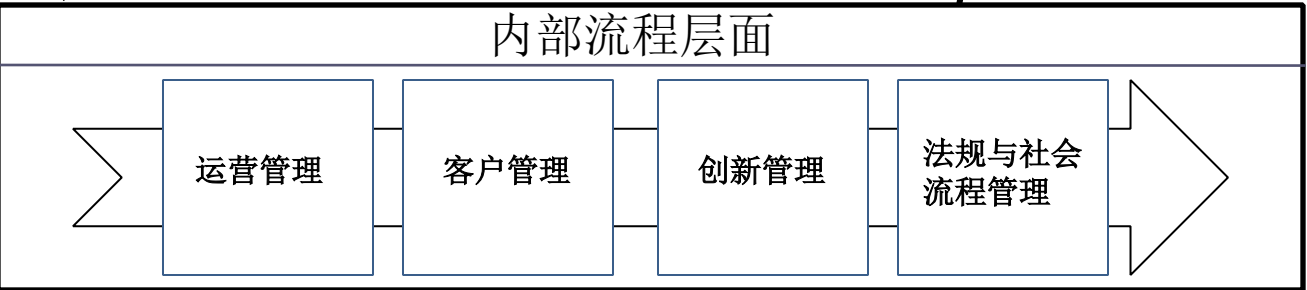 内部流程层面
运营管理
客户管理
创新管理
法规与社会
流程管理